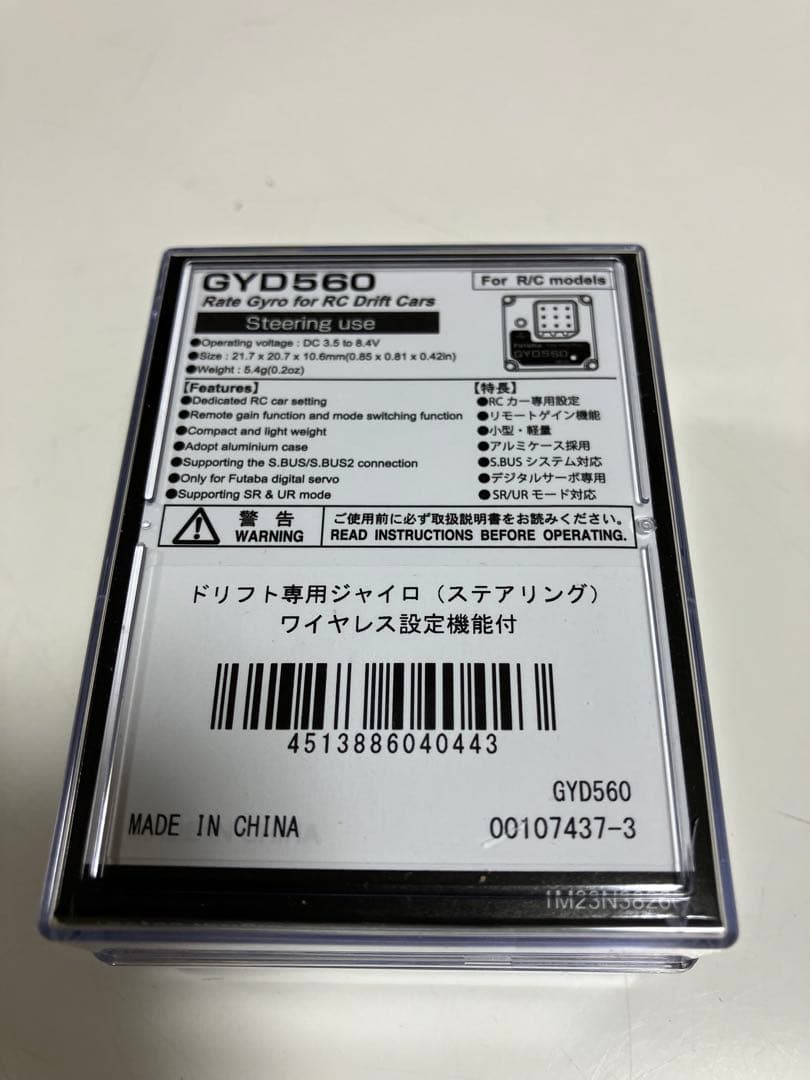 GYD560
Rate Gyro for RC Drift Cars
Steering use
For R/C models
Futaba
GYD560
●Operating voltage : DC 3.5 to 8.4V
●Size : 21.7 x 20.7 x 10.6mm(0.85 x 0.81 x 0.42in)
●Weight : 5.4g(0.2oz)
【Features】
●Dedicated RC car setting
●Remote gain function and mode switching function
●Compact and light weight
●Adopt aluminium case
●Supporting the S.BUS/S.BUS2 connection
●Only for Futaba digital servo
●Supporting SR & UR mode
【特長】
●RCカー専用設定
●リモートゲイン機能
●小型・軽量
●アルミケース採用
●S.BUS システム対応
●デジタルサーボ専用
●SR/UR モード対応
警告
WARNING
ご使用前に必ず取扱説明書をお読みください。
READ INSTRUCTIONS BEFORE OPERATING.
ドリフト専用ジャイロ（ステアリング）
ワイヤレス設定機能付
4513886040443
GYD560
MADE IN CHINA
00107437-3